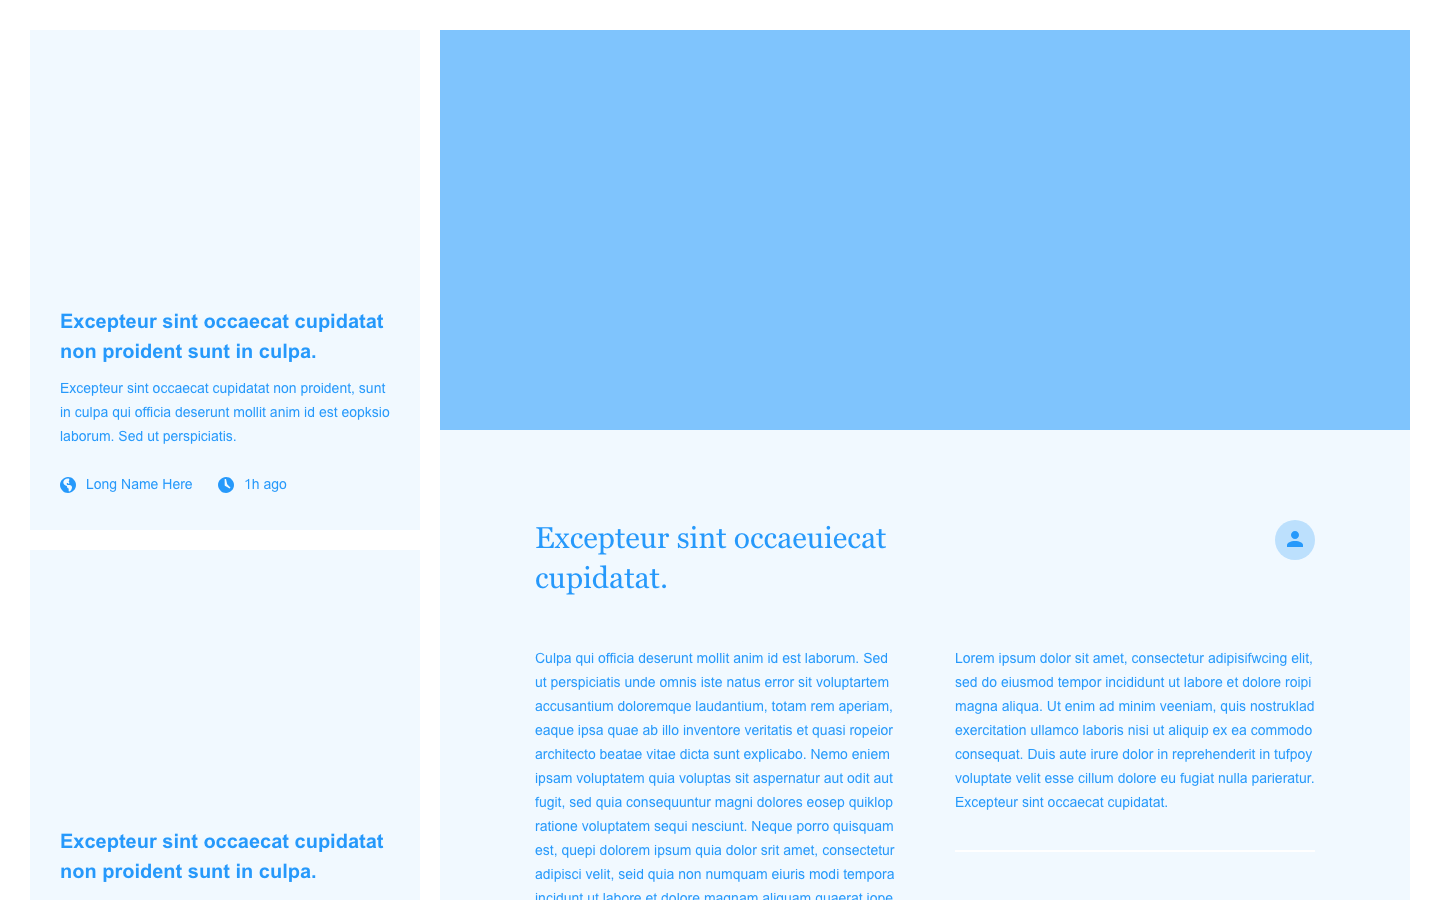 Excepteur sint occaecat cupidatat
non proident sunt in culpa.
Excepteur sint occaecat cupidatat non proident, sunt
in culpa qui officia deserunt mollit anim id est eopksio
laborum. Sed ut perspiciatis.
Long Name Here
1h ago
Excepteur sint occaecat cupidatat
non proident sunt in culpa.
Excepteur sint occaeuiecat
cupidatat.
Culpa qui officia deserunt mollit anim id est laborum. Sed
ut perspiciatis unde omnis iste natus error sit voluptartem
accusantium doloremque laudantium, totam rem aperiam,
eaque ipsa quae ab illo inventore veritatis et quasi ropeior
architecto beatae vitae dicta sunt explicabo. Nemo eniem
ipsam voluptatem quia voluptas sit aspernatur aut odit aut
fugit, sed quia consequuntur magni dolores eosep quiklop
ratione voluptatem sequi nesciunt. Neque porro quisquam
est, quepi dolorem ipsum quia dolor srit amet, consectetur
adipisci velit, seid quia non numquam eiuris modi tempora
incidunt ut labore et dolore magnam aliquam quaerat iope
Lorem ipsum dolor sit amet, consectetur adipisifwcing elit,
sed do eiusmod tempor incididunt ut labore et dolore roipi
magna aliqua. Ut enim ad minim veeniam, quis nostruklad
exercitation ullamco laboris nisi ut aliquip ex ea commodo
consequat. Duis aute irure dolor in reprehenderit in tufpoy
voluptate velit esse cillum dolore eu fugiat nulla parieratur.
Excepteur sint occaecat cupidatat.